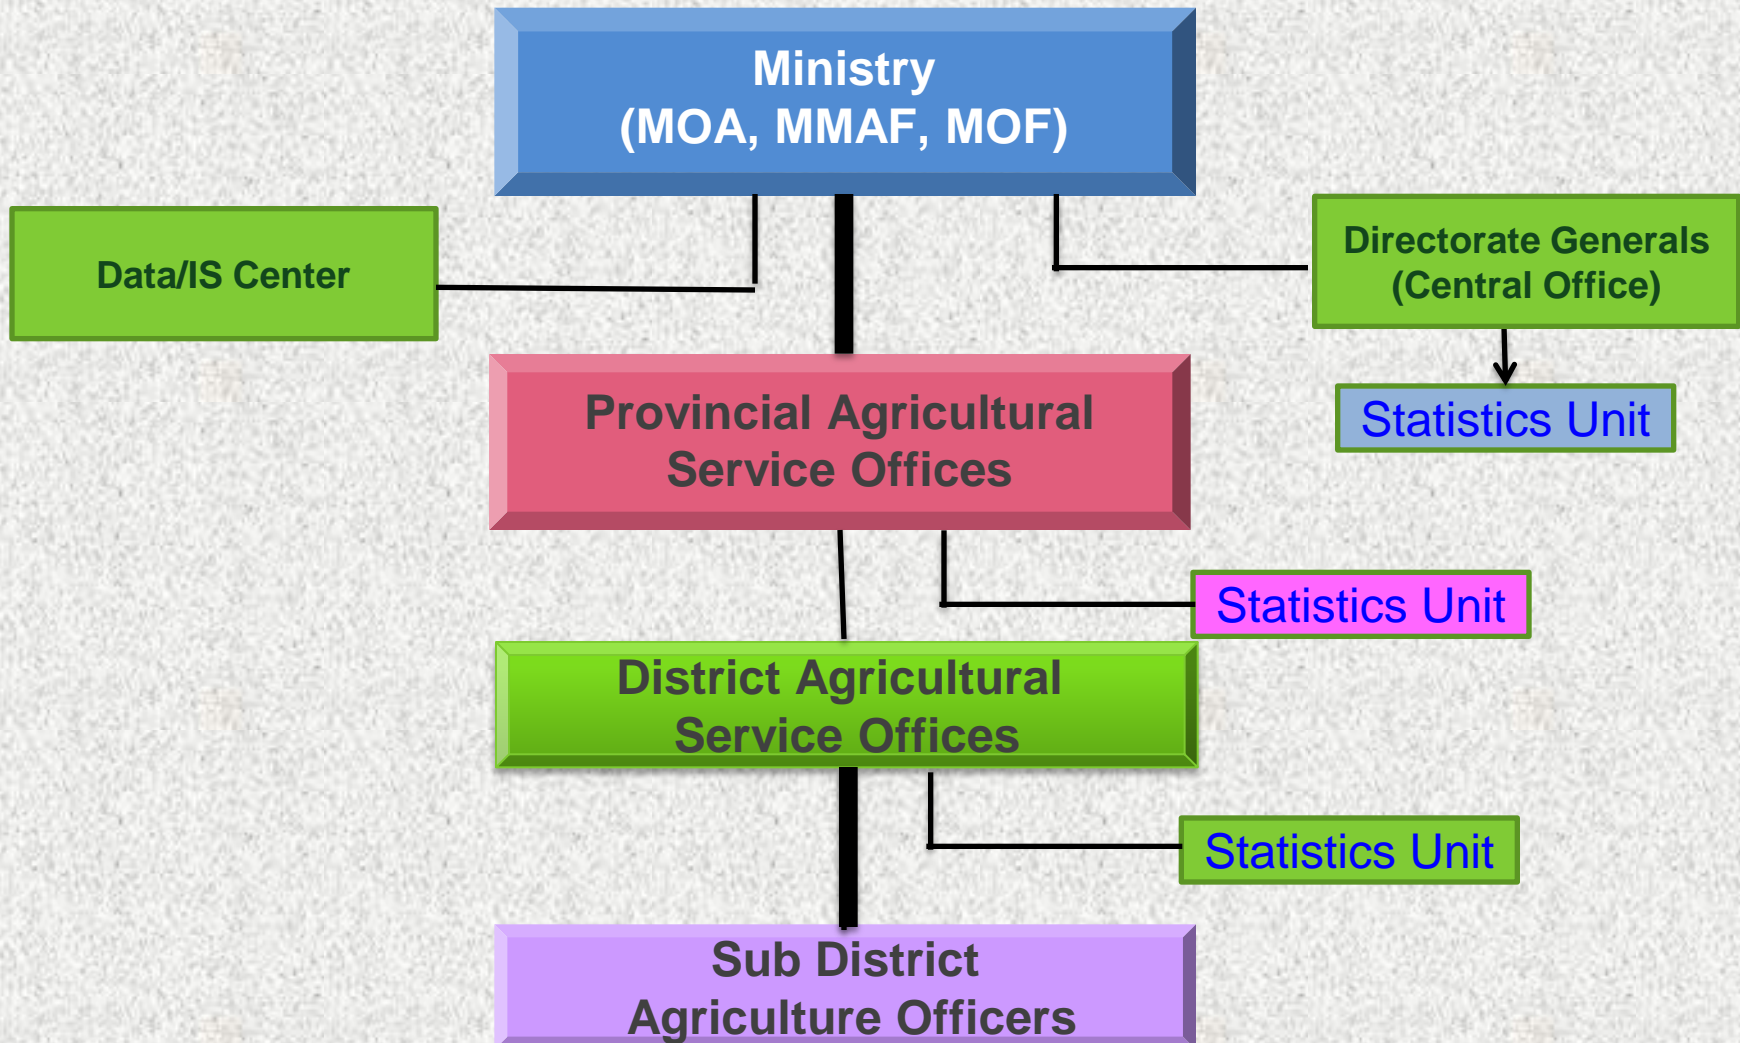 Ministry
(MOA, MMAF, MOF)
Data/IS Center
Directorate Generals
(Central Office)
Provincial Agricultural
Service Offices
Statistics Unit
Statistics Unit
District Agricultural
Service Offices
Statistics Unit
Sub District
Agriculture Officers